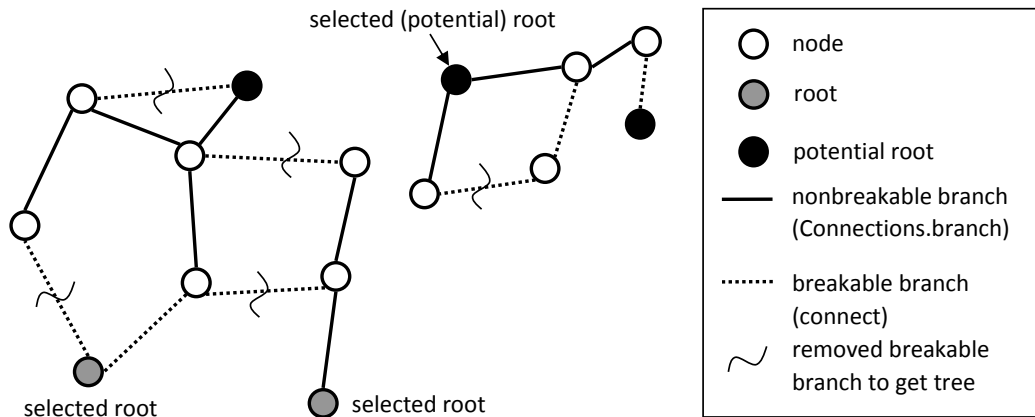 selected (potential) root
selected root
selected root
node
root
potential root
nonbreakable branch
(Connections.branch)
breakable branch
(connect)
removed breakable
branch to get tree